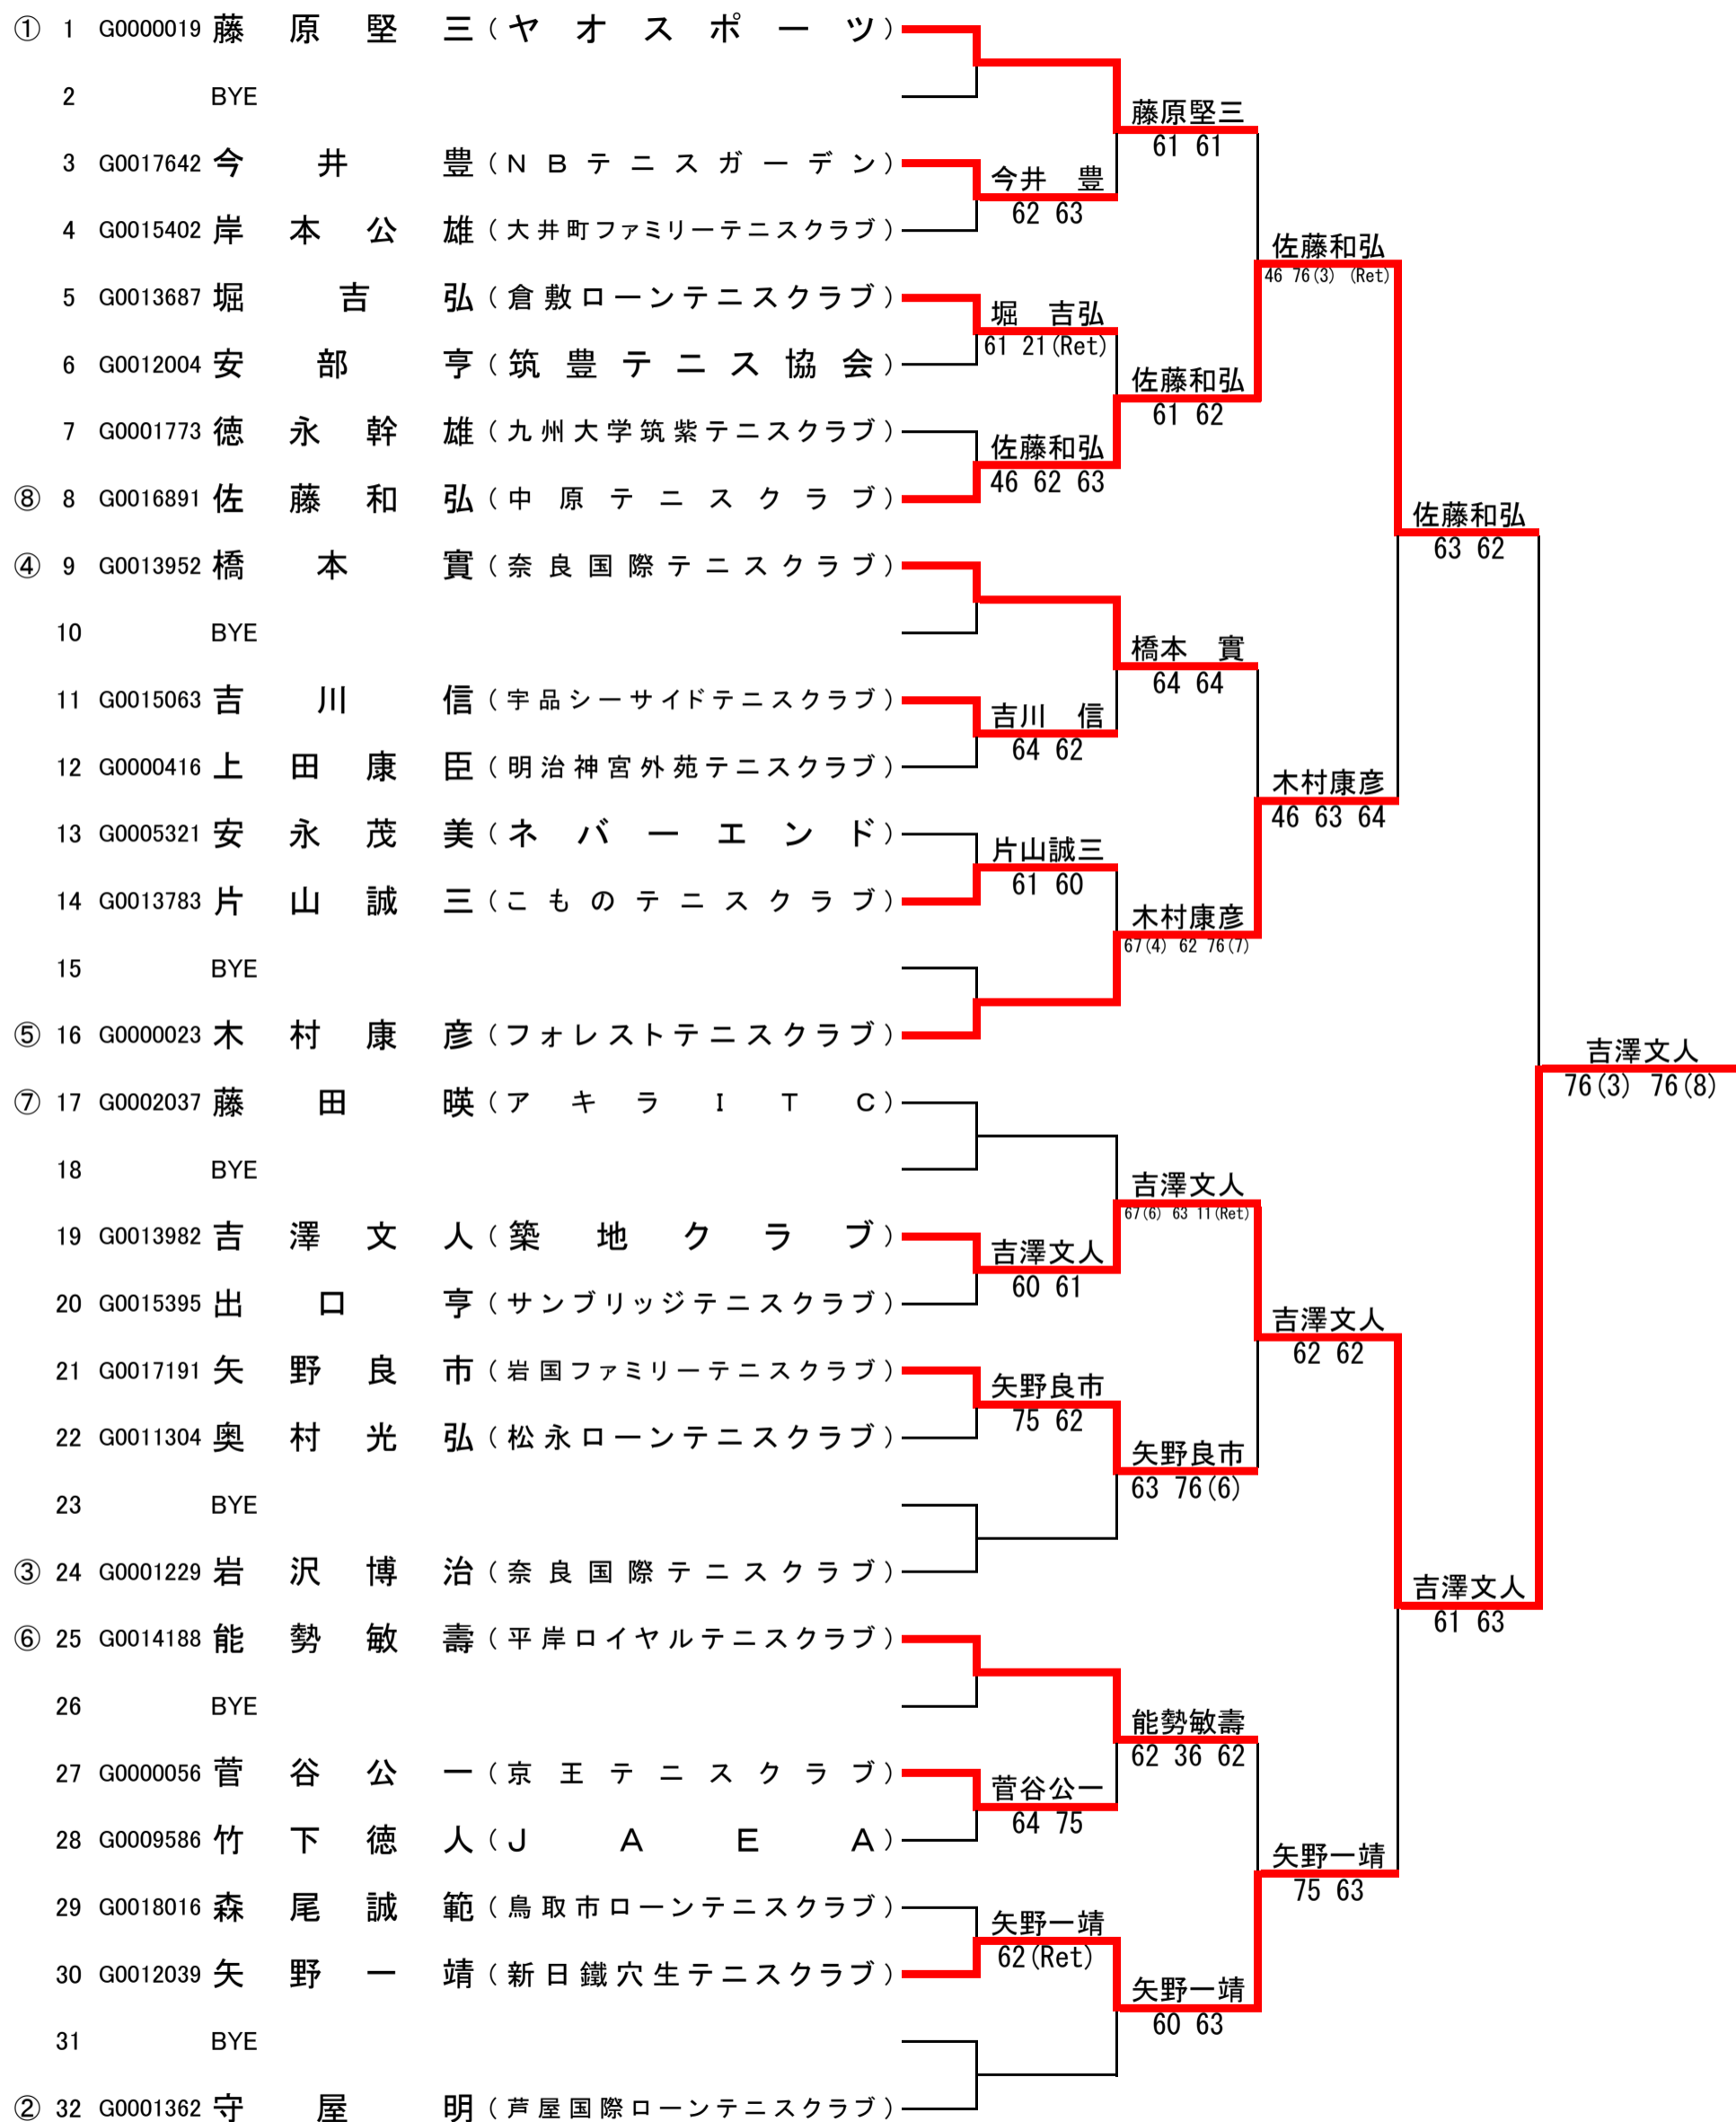 ① 1 G0000019 藤原堅三（ヤオスポーツ）
2 BYE
藤原堅三
61 61
3 G0017642 今井豊（ＮＢテニスガーデン）
今井　豊
62 63
4 G0015402 岸本公雄（大井町ファミリーテニスクラブ）
佐藤和弘
46 76(3) (Ret)
5 G0013687 堀吉弘（倉敷ローンテニスクラブ）
堀　吉弘
61 21(Ret)
6 G0012004 安部亨（筑豊テニス協会）
佐藤和弘
61 62
7 G0001773 徳永幹雄（九州大学筑紫テニスクラブ）
佐藤和弘
46 62 63
⑧ 8 G0016891 佐藤和弘（中原テニスクラブ）
佐藤和弘
63 62
④ 9 G0013952 橋本實（奈良国際テニスクラブ）
10 BYE
橋本　實
64 64
11 G0015063 吉川信（宇品シーサイドテニスクラブ）
吉川　信
64 62
12 G0000416 上田康臣（明治神宮外苑テニスクラブ）
木村康彦
46 63 64
13 G0005321 安永茂美（ネバーエンド）
片山誠三
61 60
14 G0013783 片山誠三（こものテニスクラブ）
木村康彦
67(4) 62 76(7)
15 BYE
⑤ 16 G0000023 木村康彦（フォレストテニスクラブ）
吉澤文人
76(3) 76(8)
⑦ 17 G0002037 藤田暎（アキラＩＴＣ）
18 BYE
吉澤文人
67(6) 63 11(Ret)
19 G0013982 吉澤文人（築地クラブ）
吉澤文人
60 61
20 G0015395 出口亨（サンブリッジテニスクラブ）
吉澤文人
62 62
21 G0017191 矢野良市（岩国ファミリーテニスクラブ）
矢野良市
75 62
22 G0011304 奥村光弘（松永ローンテニスクラブ）
矢野良市
63 76(6)
23 BYE
③ 24 G0001229 岩沢博治（奈良国際テニスクラブ）
吉澤文人
61 63
⑥ 25 G0014188 能勢敏壽（平岸ロイヤルテニスクラブ）
26 BYE
能勢敏壽
62 36 62
27 G0000056 菅谷公一（京王テニスクラブ）
菅谷公一
64 75
28 G0009586 竹下徳人（ＪＡＥＡ）
矢野一靖
75 63
29 G0018016 森尾誠範（鳥取市ローンテニスクラブ）
矢野一靖
62(Ret)
30 G0012039 矢野一靖（新日鐵穴生テニスクラブ）
矢野一靖
60 63
31 BYE
② 32 G0001362 守屋明（芦屋国際ローンテニスクラブ）